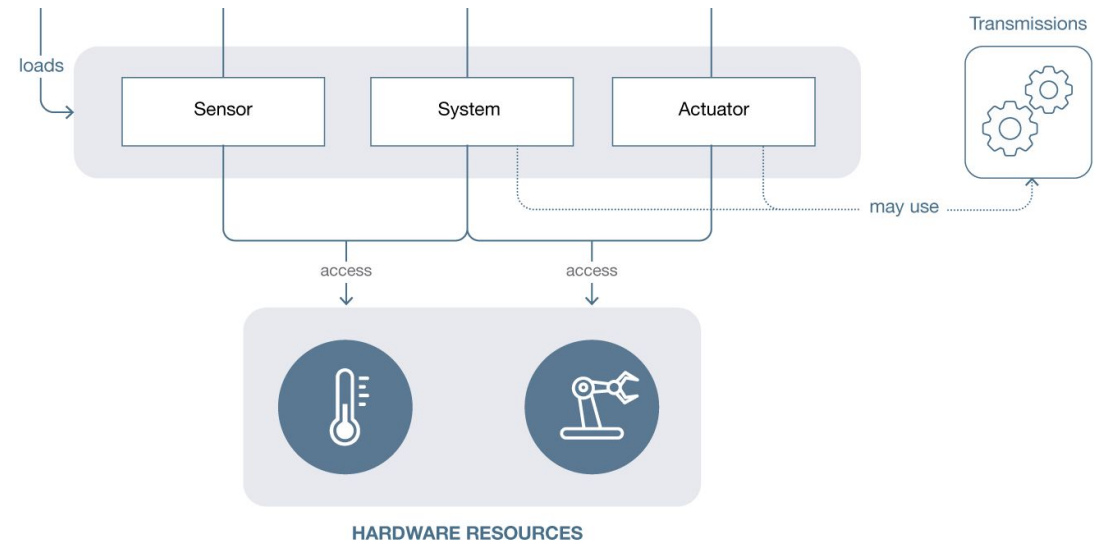 Transmissions
loads
Sensor
System
Actuator
may use
access
access
HARDWARE RESOURCES